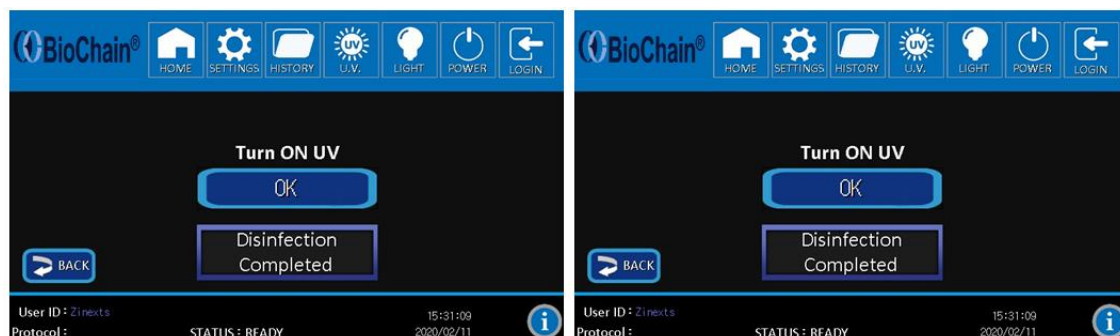 BioChain®
HOME SETTINGS HISTORY U.V. LIGHT POWER LOGIN
Turn ON UV
OK
Disinfection
Completed
BACK
User ID : Zinexts
15:31:09
Protocol : STATUS : READY 2020/02/11
BioChain®
HOME SETTINGS HISTORY U.V. LIGHT POWER LOGIN
Turn ON UV
OK
Disinfection
Completed
BACK
User ID : Zinexts
15:31:09
Protocol : STATUS : READY 2020/02/11